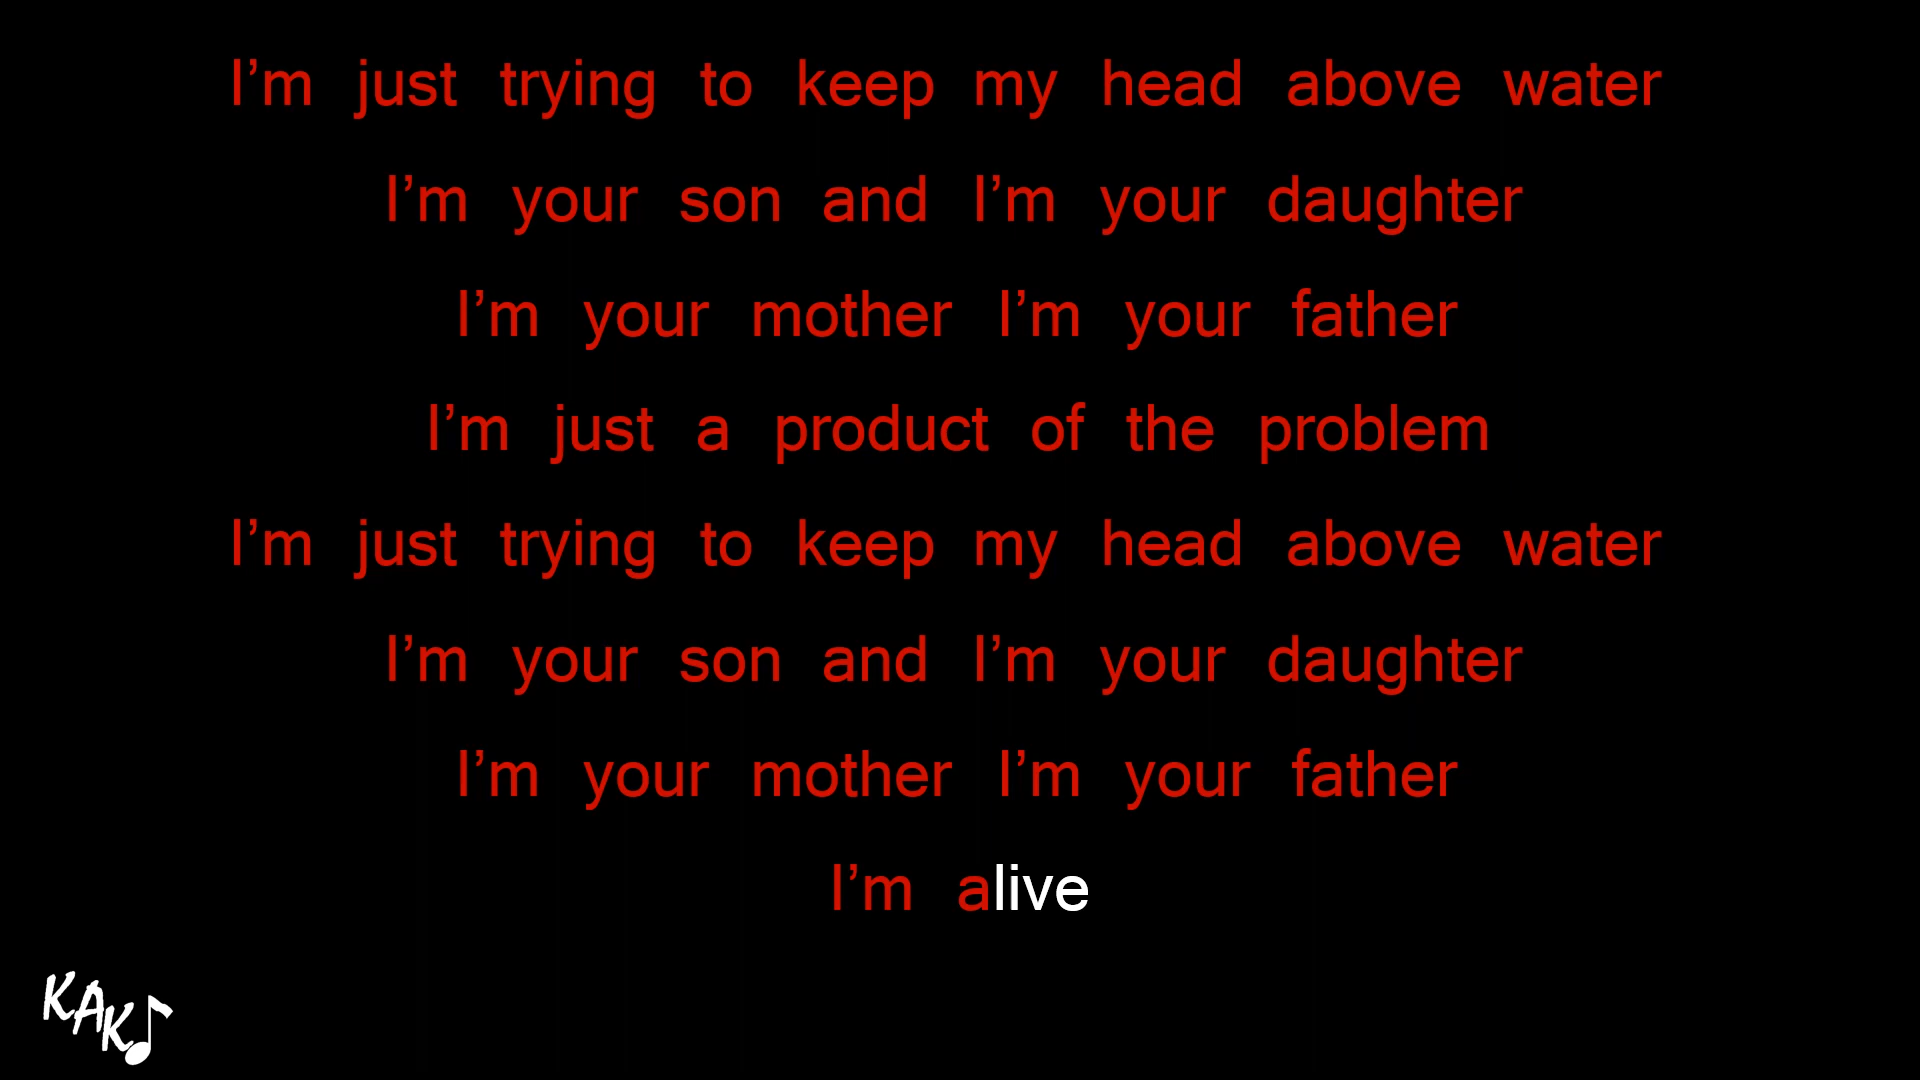 I’m just trying to keep my head above water
I’m your son and I’m your daughter
I’m your mother I’m your father
I’m just a product of the problem
I’m just trying to keep my head above water
I’m your son and I’m your daughter
I’m your mother I’m your father
I’m alive
KAK